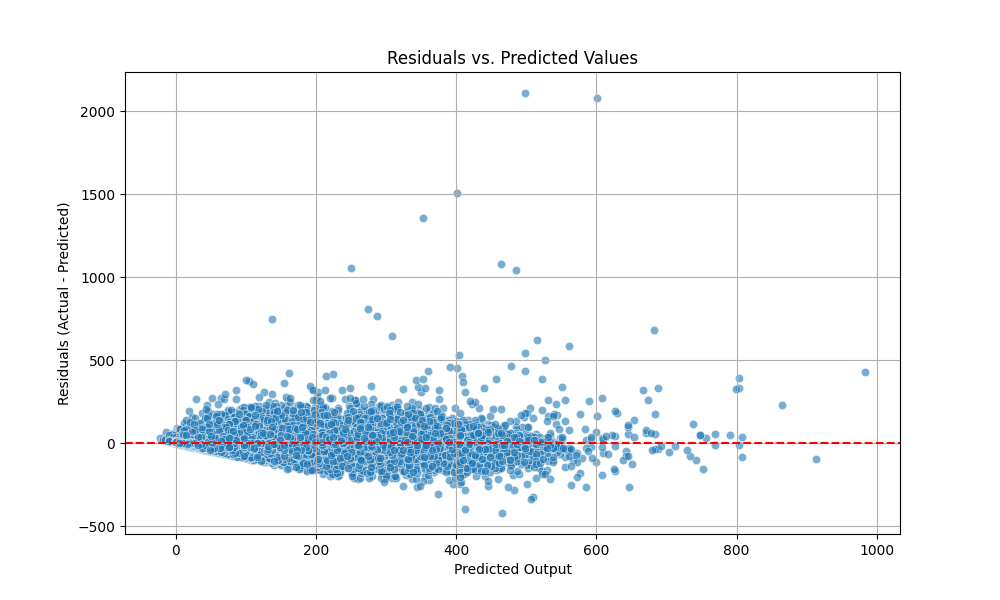 Residuals vs. Predicted Values
Residuals (Actual - Predicted)
2000
1500
1000
500
0
−500
0 200 400 600 800 1000
Predicted Output